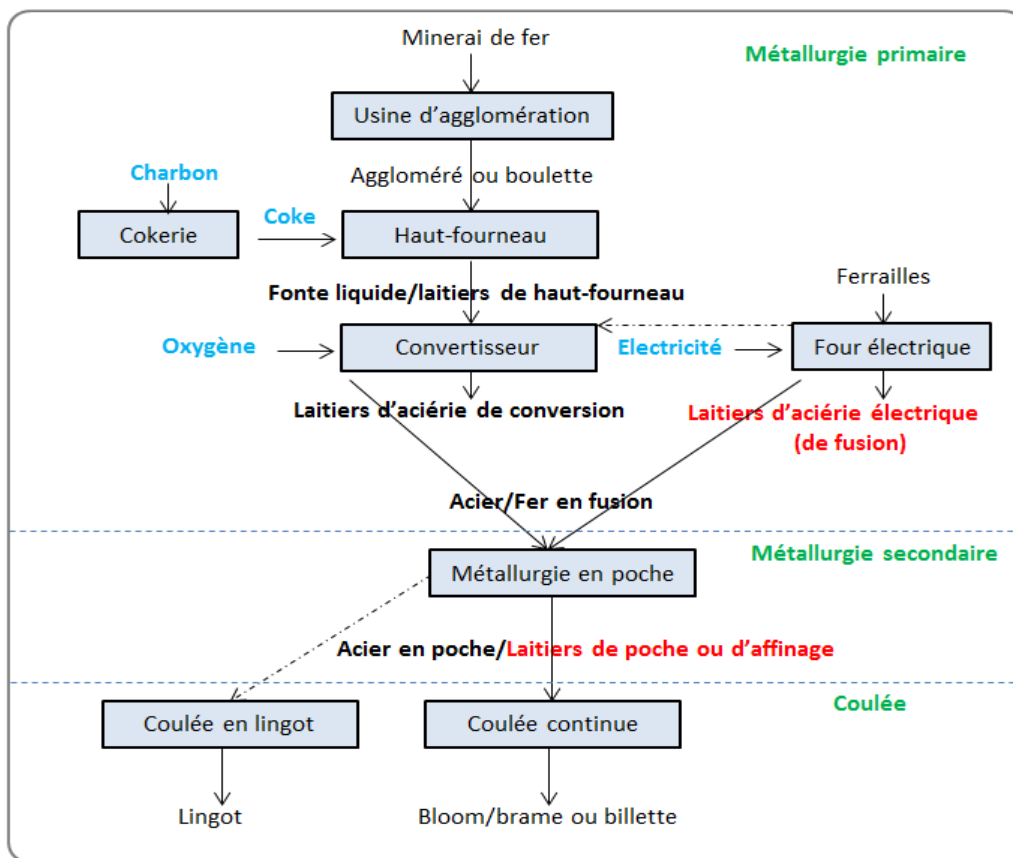 Minerai de fer
Métallurgie primaire
Usine d’agglomération
Charbon
Aggloméré ou boulette
Coke
Cokerie
Haut-fourneau
Fonte liquide/laitiers de haut-fourneau
Ferrailles
Oxygène
Convertisseur
Electricité
Four électrique
Laitiers d’aciérie de conversion
Laitiers d’aciérie électrique
(de fusion)
Acier/Fer en fusion
Métallurgie secondaire
Métallurgie en poche
Acier en poche/Laitiers de poche ou d’affinage
Coulée
Coulée en lingot
Coulée continue
Lingot
Bloom/brame ou billette